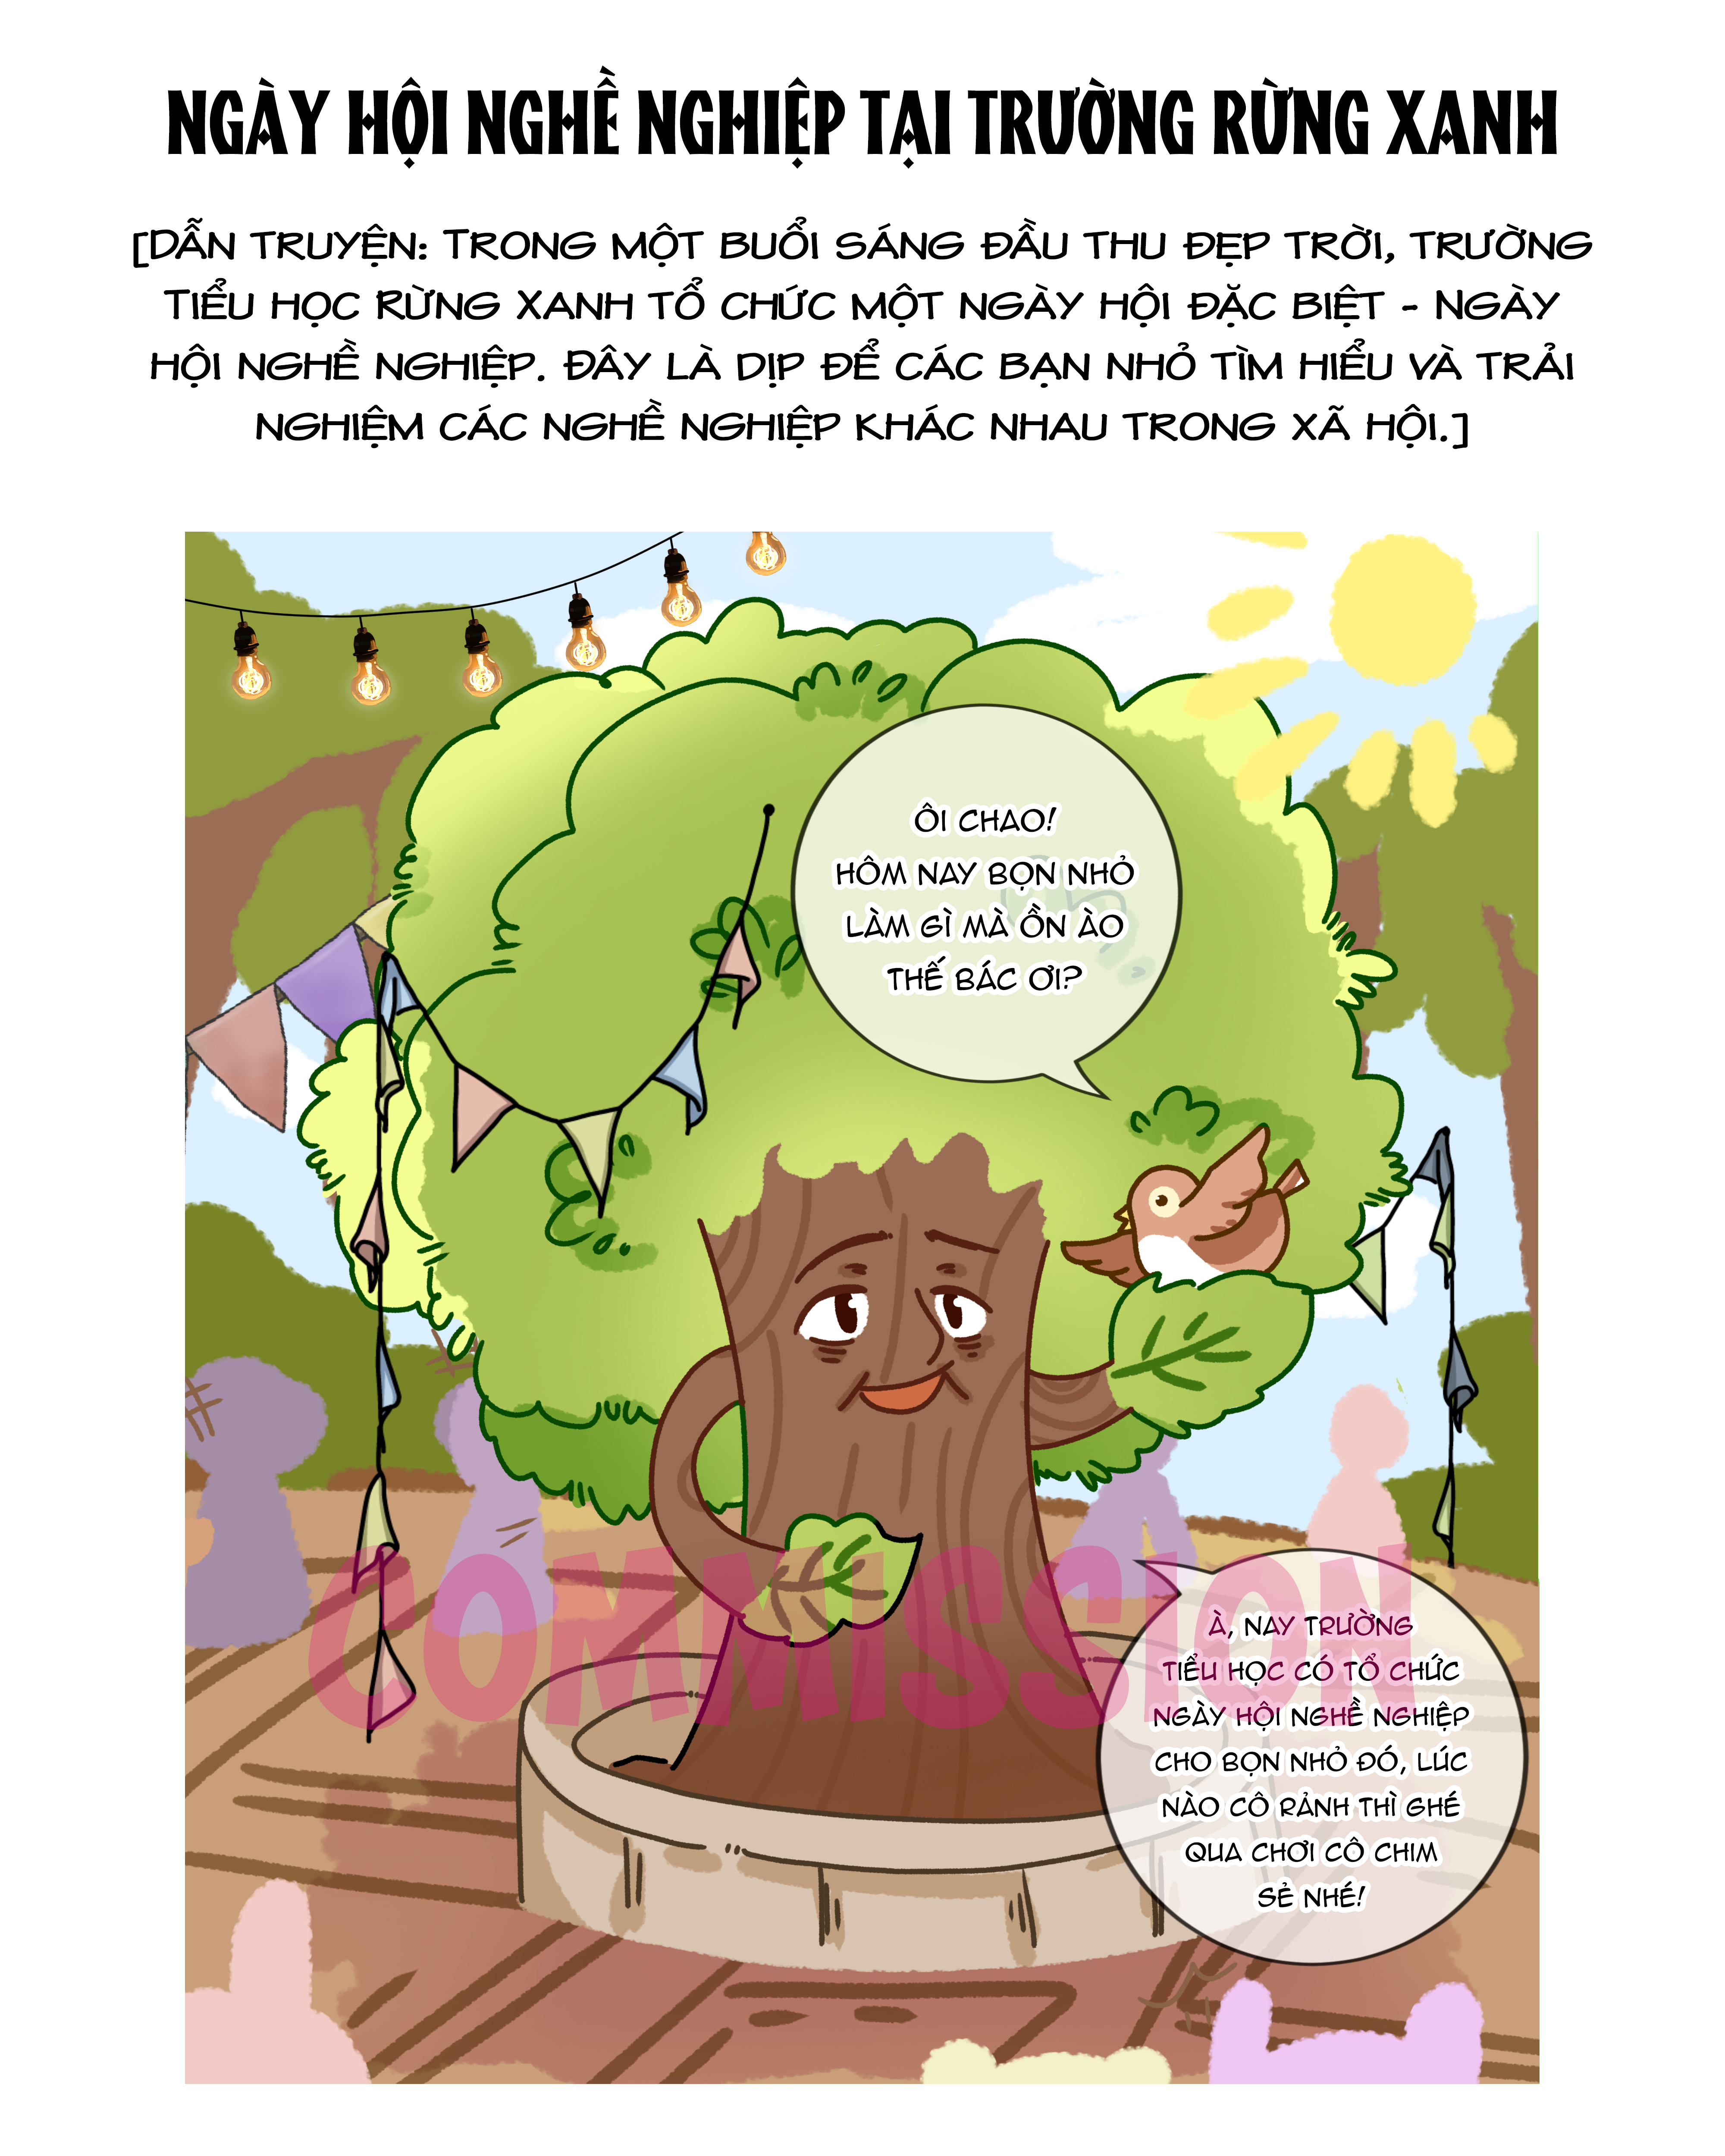 NGÀY HỘI NGHỀ NGHIỆP TẠI TRƯỜNG RỪNG XANH
[DẪN TRUYỆN: TRONG MỘT BUỔI SÁNG ĐẦU THU ĐẸP TRỜI, TRƯỜNG
TIỂU HỌC RỪNG XANH TỔ CHỨC MỘT NGÀY HỘI ĐẶC BIỆT - NGÀY
HỘI NGHỀ NGHIỆP. ĐÂY LÀ DỊP ĐỂ CÁC BẠN NHỎ TÌM HIỂU VÀ TRẢI
NGHIỆM CÁC NGHỀ NGHIỆP KHÁC NHAU TRONG XÃ HỘI.]
ÔI CHAO!
HÔM NAY BỌN NHỎ
LÀM GÌ MÀ ỒN ÀO
THẾ BÁC ƠI?
COMMISSION
À, NAY TRƯỜNG
TIỂU HỌC CÓ TỔ CHỨC
NGÀY HỘI NGHỀ NGHIỆP
CHO BỌN NHỎ ĐÓ, LÚC
NÀO CÔ RẢNH THÌ GHÉ
QUA CHƠI CÔ CHIM
SẺ NHÉ!